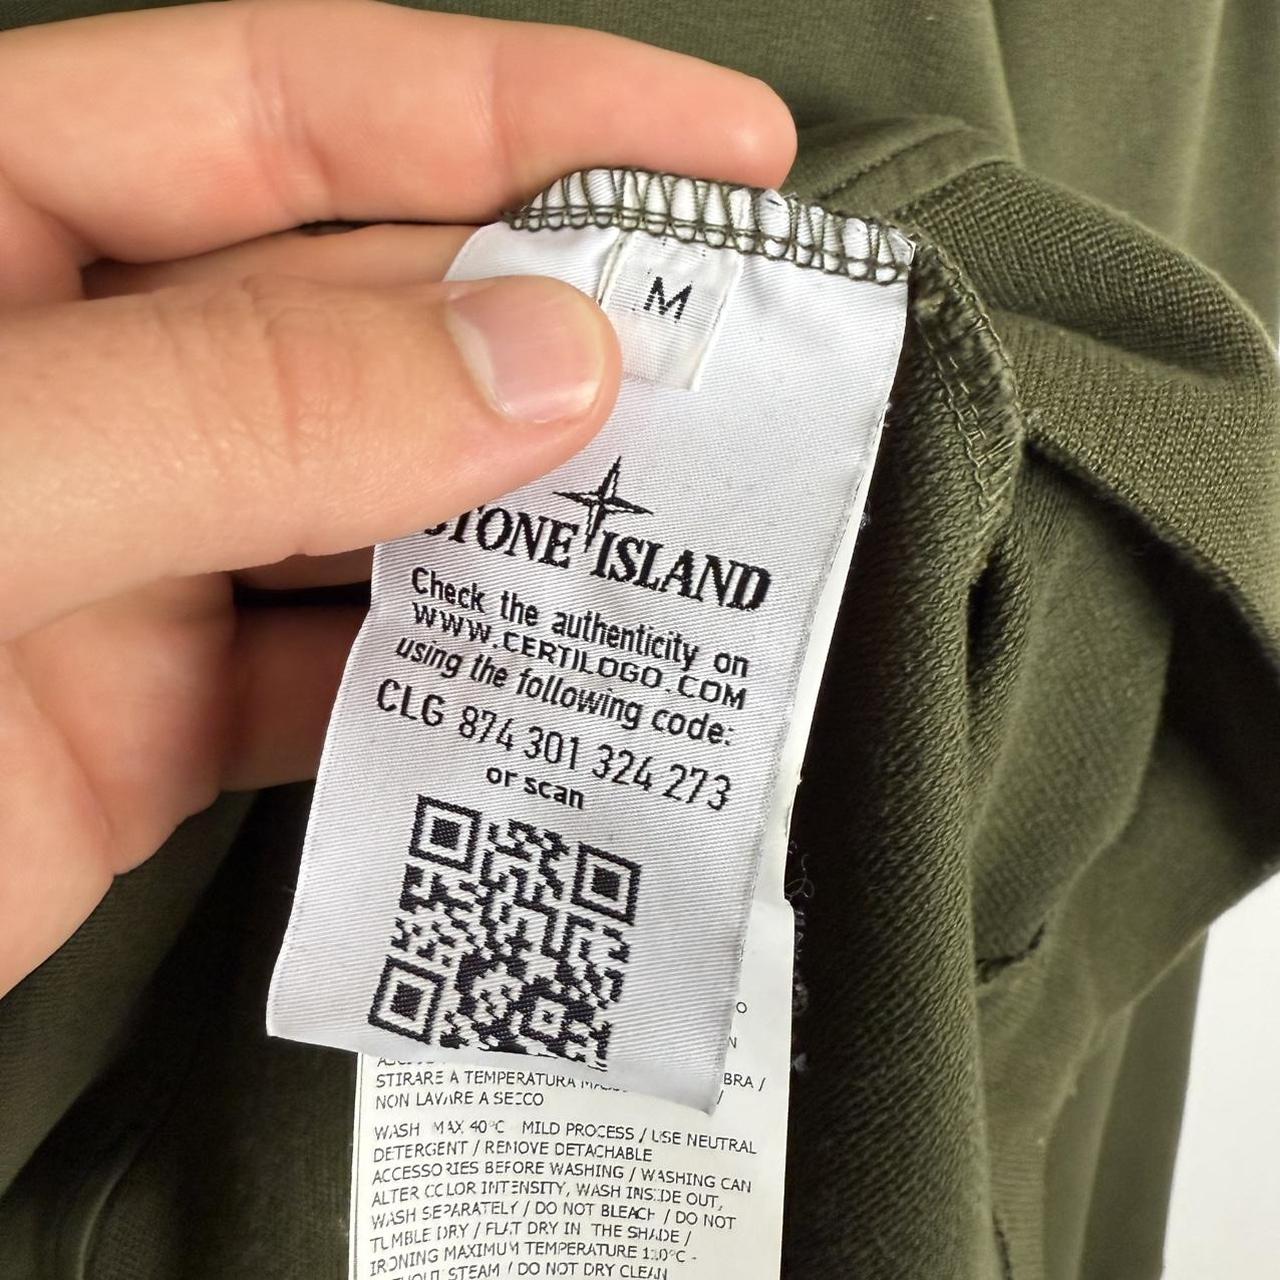 M
STONE ISLAND
Check the authenticity on
WWW.CERTILOGO.COM
using the following code:
CLG 874 301 324 273
or scan
O
N
STIRARE A TEMPERATURA BRA /
NON LAVARE A SECCO /
WASH MAX 40°C MILD PROCESS / USE NEUTRAL
DETERGENT / REMOVE DETACHABLE
ACCESSORIES BEFORE WASHING / WASHING CAN
ALTER COLOR INTENSITY, WASH INSIDE OUT,
WASH SEPARATELY / DO NOT BLEACH / DO NOT
TUMBLE DRY / FLAT DRY IN THE SHADE /
IRONING MAXIMUM TEMPERATURE 110°C -
WITHOUT STEAM / DO NOT DRY CLEAN